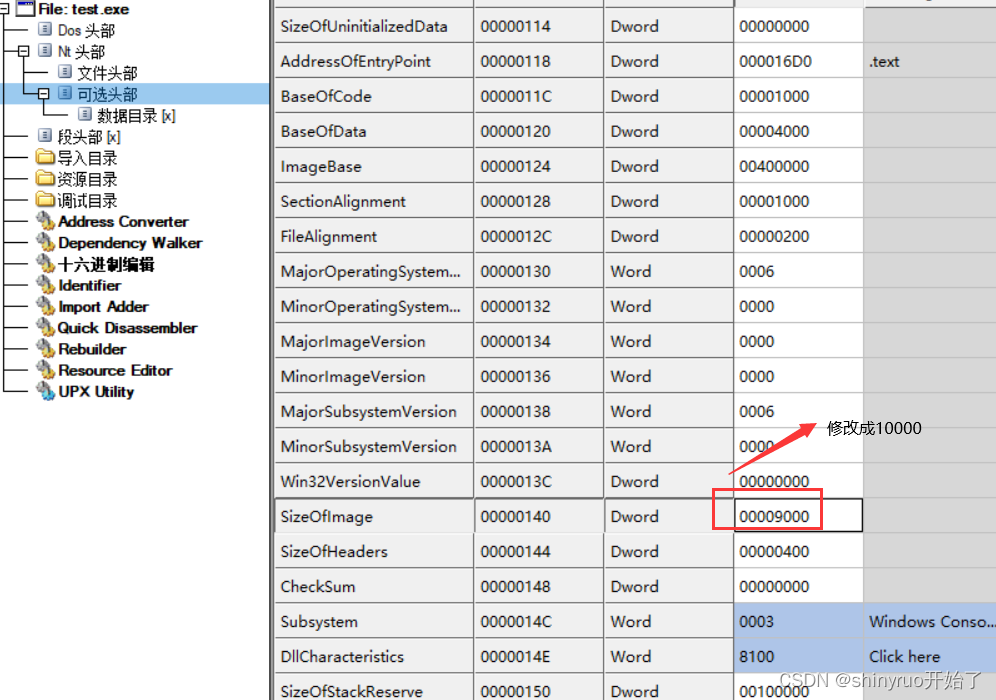 File: test.exe
Dos 头部
Nt 头部
文件头部
可选头部
数据目录 [x]
段头部 [x]
导入目录
资源目录
调试目录
Address Converter
Dependency Walker
十六进制编辑
Identifier
Import Adder
Quick Disassembler
Rebuilder
Resource Editor
UPX Utility
SizeOfUninitializedData 00000114 Dword 00000000
AddressOfEntryPoint 00000118 Dword 000016D0 .text
BaseOfCode 0000011C Dword 00001000
BaseOfData 00000120 Dword 00004000
ImageBase 00000124 Dword 00400000
SectionAlignment 00000128 Dword 00001000
FileAlignment 0000012C Dword 00000200
MajorOperatingSystem... 00000130 Word 0006
MinorOperatingSystem... 00000132 Word 0000
MajorImageVersion 00000134 Word 0000
MinorImageVersion 00000136 Word 0000
MajorSubsystemVersion 00000138 Word 0006
修改成10000
MinorSubsystemVersion 0000013A Word 0000
Win32VersionValue 0000013C Dword 00000000
SizeOfImage 00000140 Dword 00009000
SizeOfHeaders 00000144 Dword 00000400
CheckSum 00000148 Dword 00000000
Subsystem 0000014C Word 0003 Windows Conso...
DllCharacteristics 0000014E Word 8100 Click here
SizeOfStackReserve 00000150 Dword 00100000
CSDN @shinyruo开始了